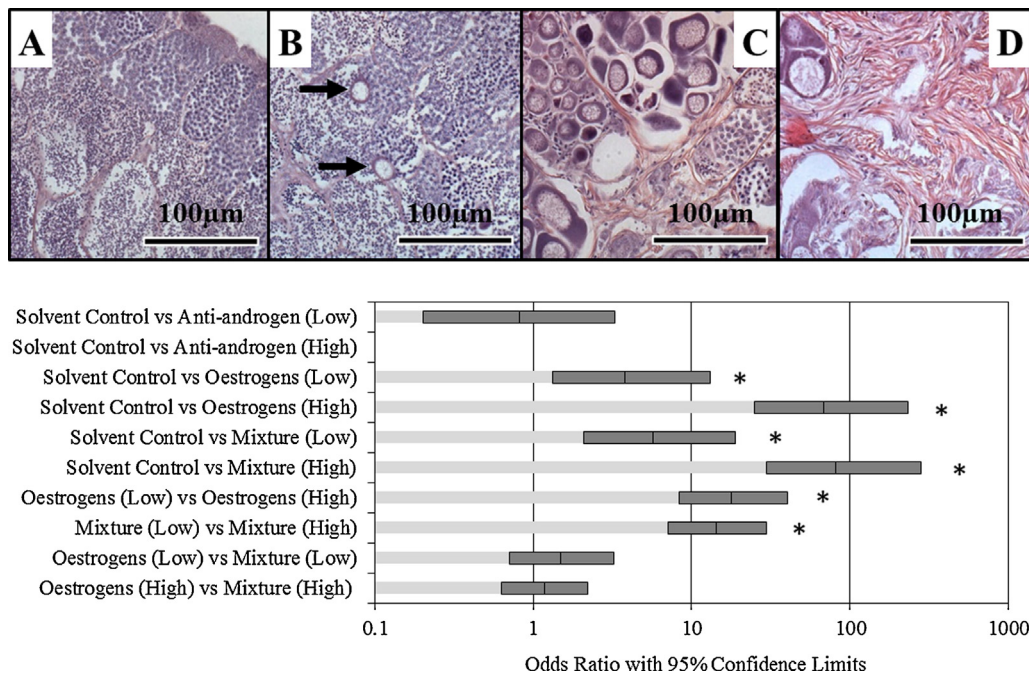 A
B
C
D
100μm
100μm
100μm
100μm
Solvent Control vs Anti-androgen (Low)
Solvent Control vs Anti-androgen (High)
Solvent Control vs Oestrogens (Low)
*
Solvent Control vs Oestrogens (High)
*
Solvent Control vs Mixture (Low)
*
Solvent Control vs Mixture (High)
*
Oestrogens (Low) vs Oestrogens (High)
*
Mixture (Low) vs Mixture (High)
*
Oestrogens (Low) vs Mixture (Low)
Oestrogens (High) vs Mixture (High)
0.1 1 10 100 1000
Odds Ratio with 95% Confidence Limits